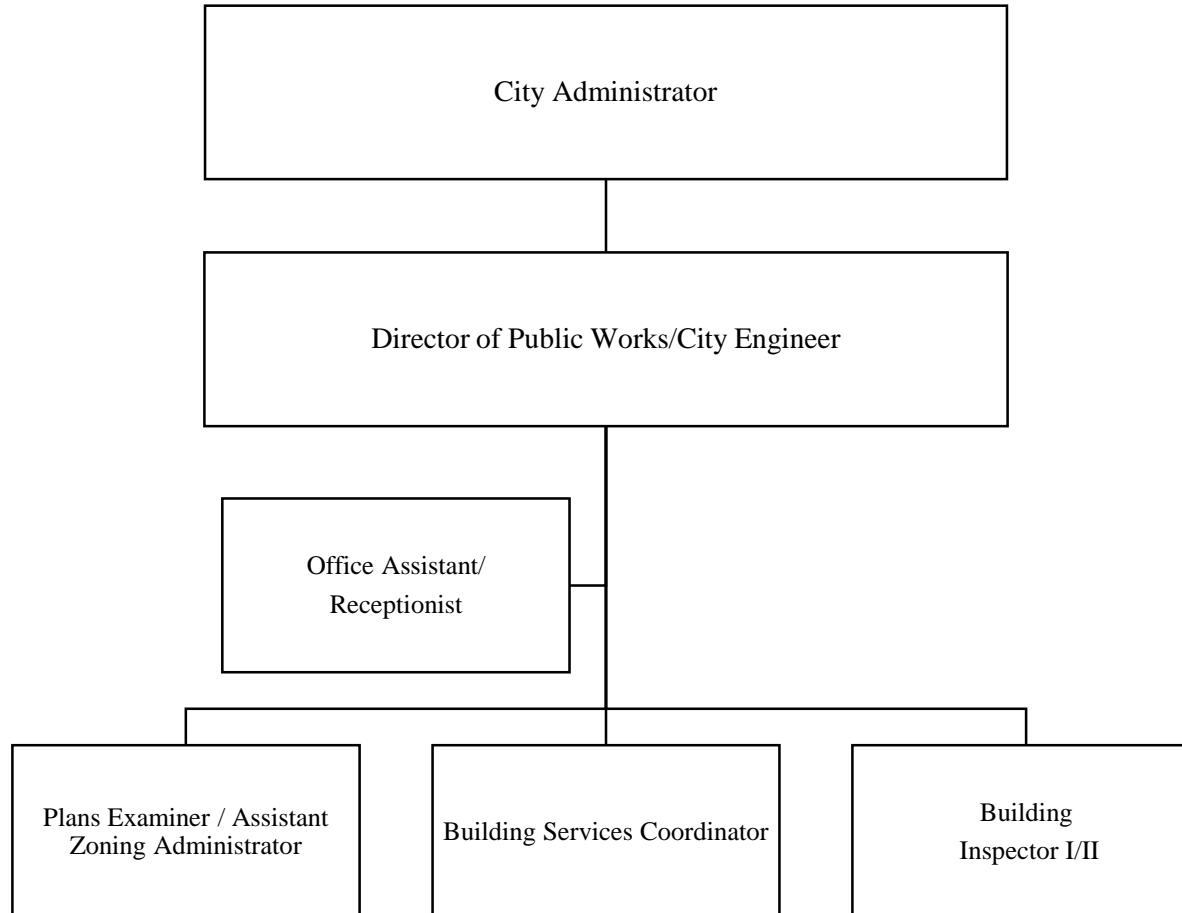 City Administrator
Director of Public Works/City Engineer
Office Assistant/
Receptionist
Plans Examiner / Assistant
Zoning Administrator
Building Services Coordinator
Building
Inspector I/II